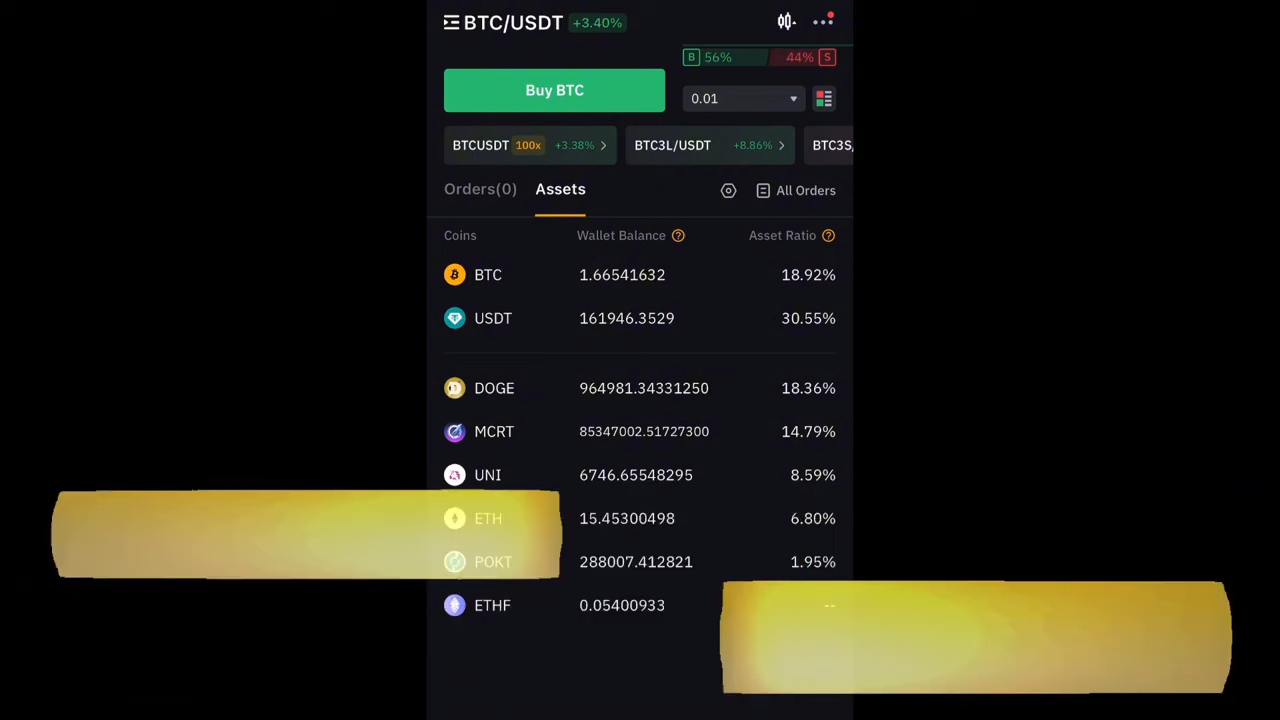 BTC/USDT +3.40%
B 56% 44% S
Buy BTC
0.01
BTCUSDT 100x +3.38% > BTC3L/USDT +8.86% > BTC3S/
Orders(0) Assets All Orders
Coins Wallet Balance ? Asset Ratio ?
BTC 1.66541632 18.92%
USDT 161946.3529 30.55%
DOGE 964981.34331250 18.36%
MCRT 85347002.51727300 14.79%
UNI 6746.65548295 8.59%
ETH 15.45300498 6.80%
POKT 288007.412821 1.95%
ETHF 0.05400933 --